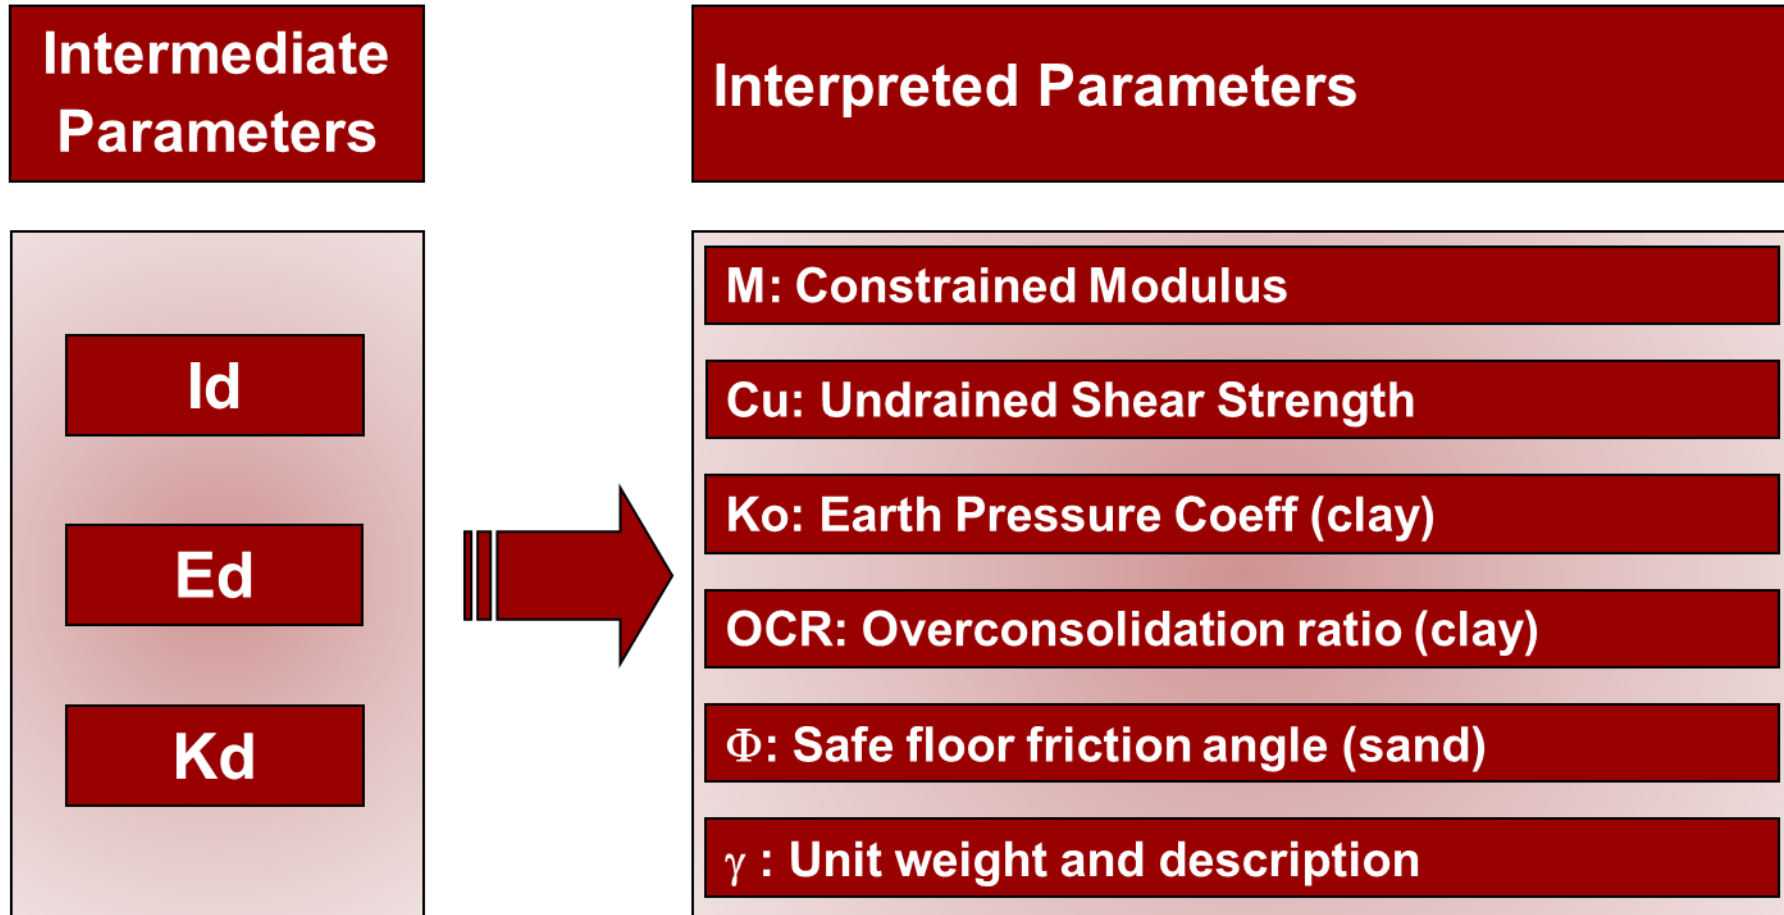 Intermediate
Parameters
Interpreted Parameters
Id
Ed
Kd
M: Constrained Modulus
Cu: Undrained Shear Strength
Ko: Earth Pressure Coeff (clay)
OCR: Overconsolidation ratio (clay)
Φ: Safe floor friction angle (sand)
γ : Unit weight and description